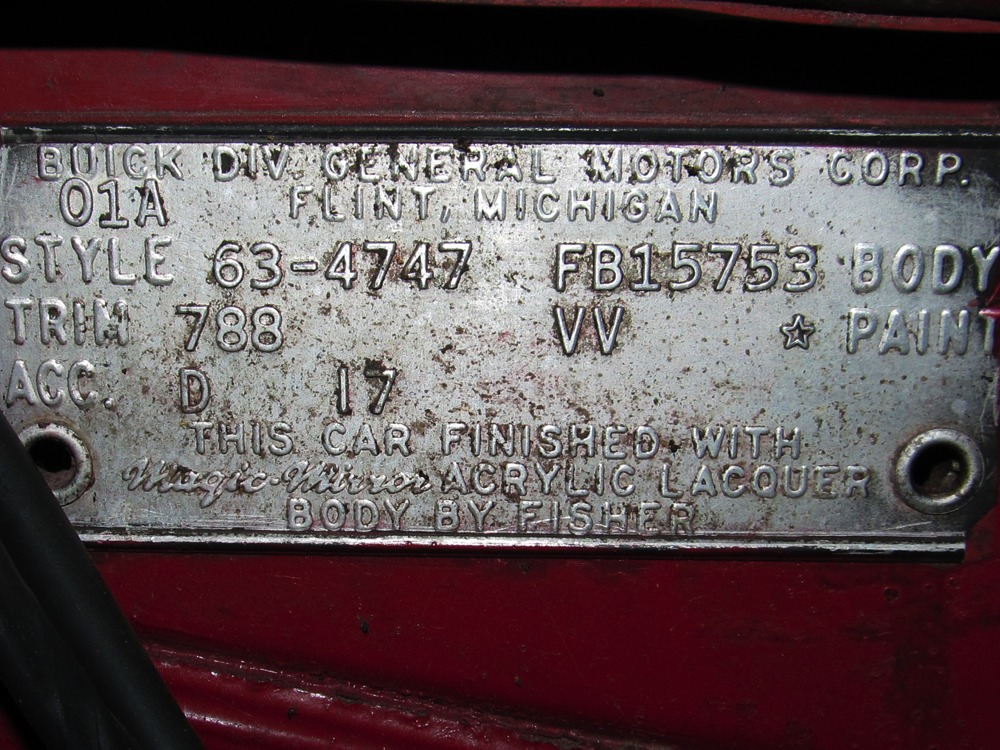 BUICK DIV. GENERAL MOTORS CORP.
01A FLINT, MICHIGAN
STYLE 63-4747 FB15753 BODY
TRIM 788 VV ☆ PAINT
ACC. D 17
THIS CAR FINISHED WITH
Magic-Mirror ACRYLIC LACQUER
BODY BY FISHER